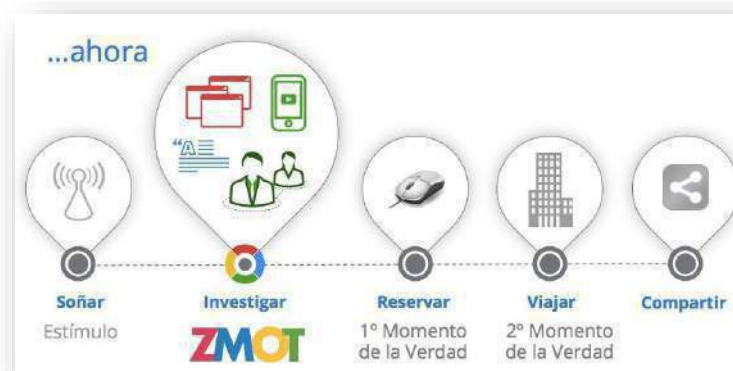 ...ahora
“A
Soñar
Estímulo
Investigar
ZMOT
Reservar
1º Momento
de la Verdad
Viajar
2º Momento
de la Verdad
Compartir